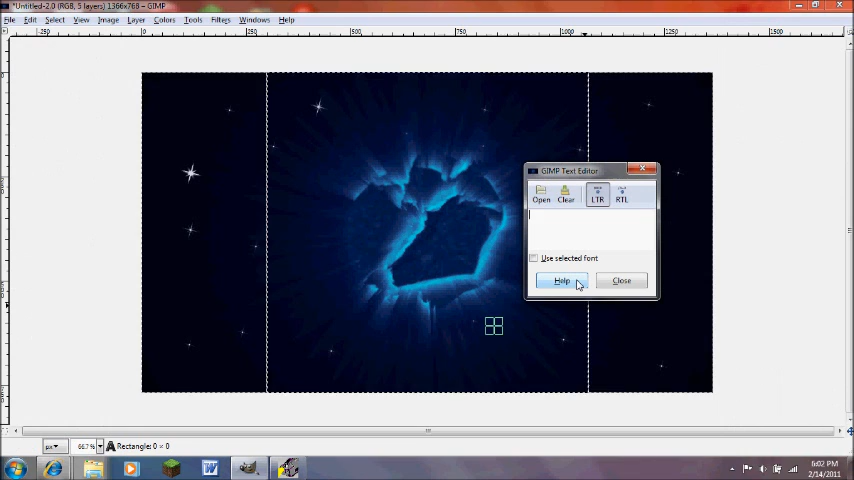 *Untitled-2.0 (RGB, 5 layers) 1366x768 – GIMP
File Edit Select View Image Layer Colors Tools Filters Windows Help
-250 0 250 500 750 1000 1250 1500
GIMP Text Editor
Open Clear LTR RTL
Use selected font
Help Close
px 66.7% A Rectangle: 0 × 0
W
6:02 PM
2/14/2011